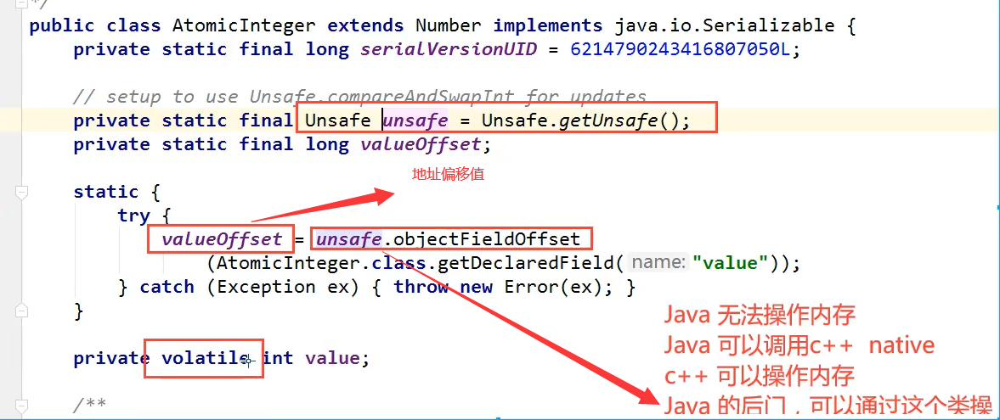 */
public class AtomicInteger extends Number implements java.io.Serializable {
private static final long serialVersionUID = 6214790243416807050L;
// setup to use Unsafe.compareAndSwapInt for updates
private static final Unsafe unsafe = Unsafe.getUnsafe();
private static final long valueOffset;
地址偏移值
static {
try {
valueOffset = unsafe.objectFieldOffset
(AtomicInteger.class.getDeclaredField( name: "value"));
} catch (Exception ex) { throw new Error(ex); }
}
Java 无法操作内存
Java 可以调用c++ native
private volatile int value;
c++ 可以操作内存
/**
Java 的后门，可以通过这个类操